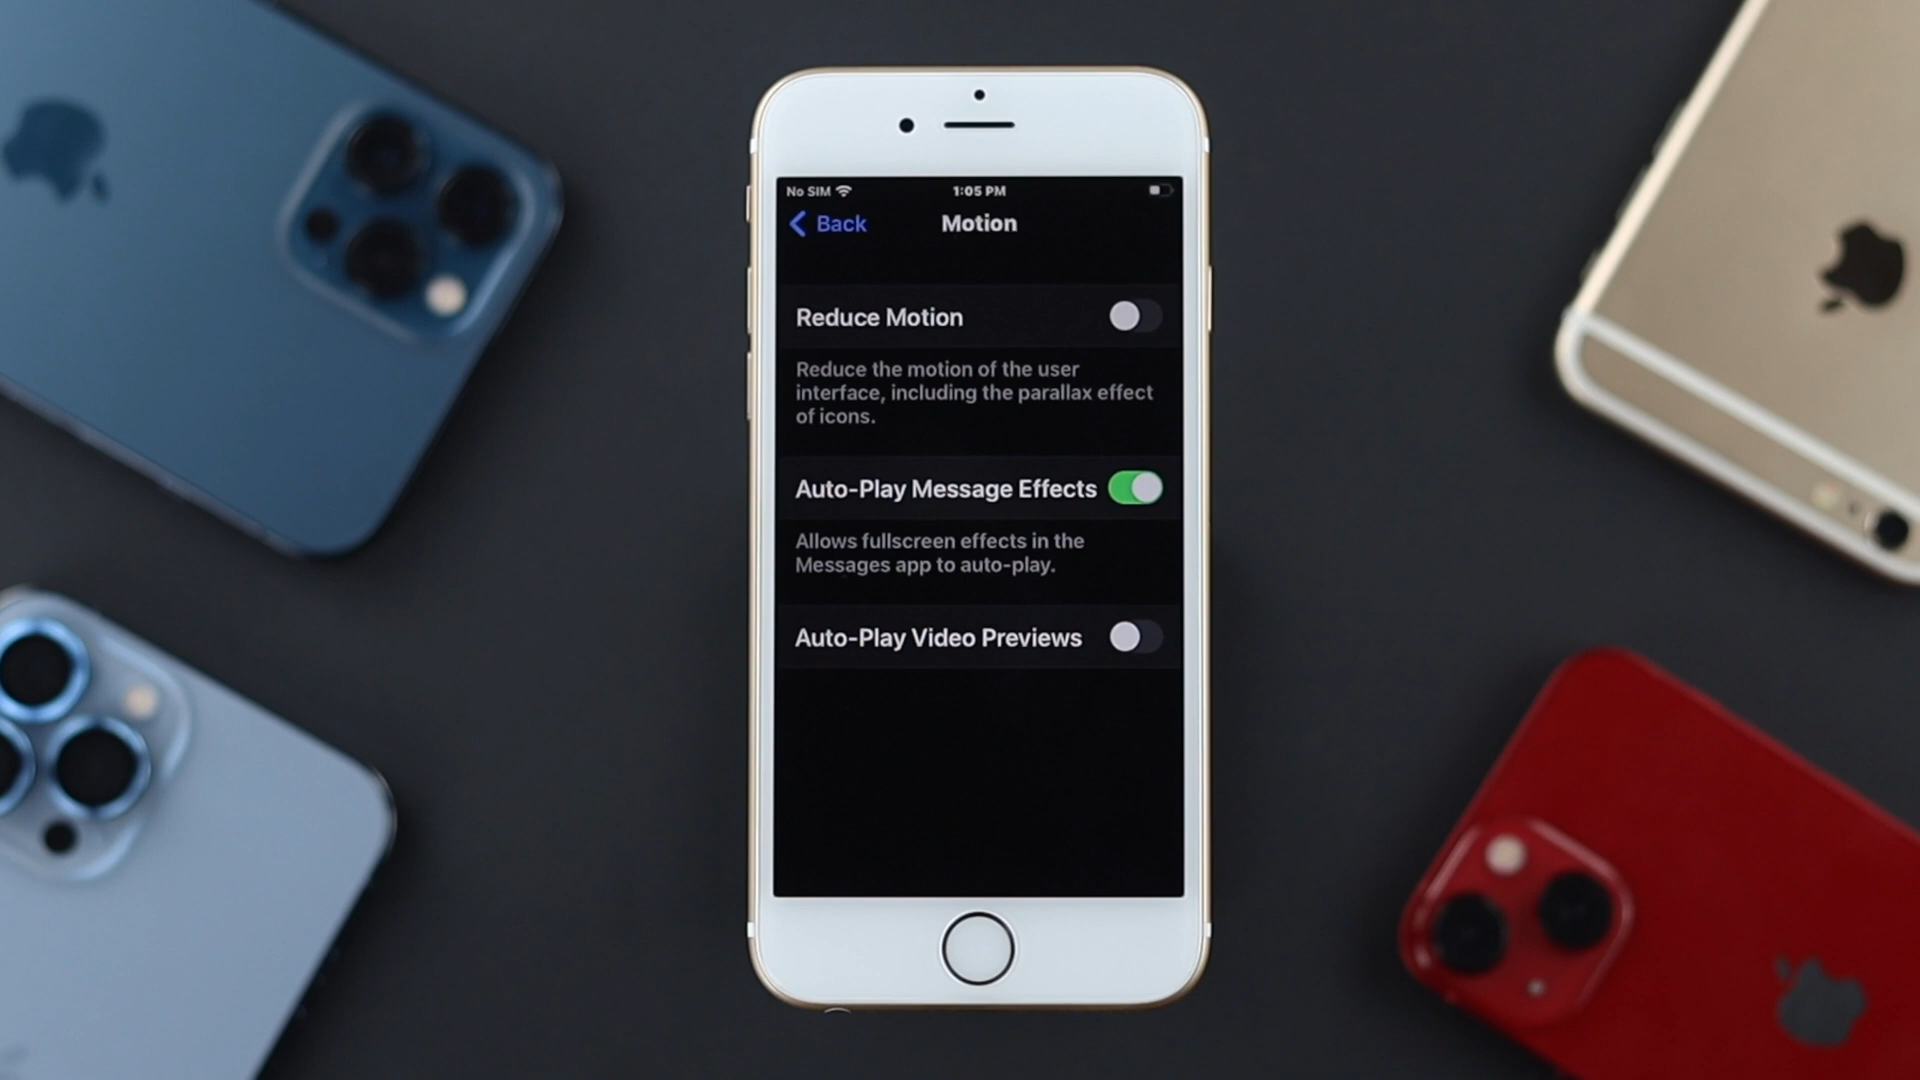 No SIM 1:05 PM
Back Motion
Reduce Motion
Reduce the motion of the user
interface, including the parallax effect
of icons.
Auto-Play Message Effects
Allows fullscreen effects in the
Messages app to auto-play.
Auto-Play Video Previews